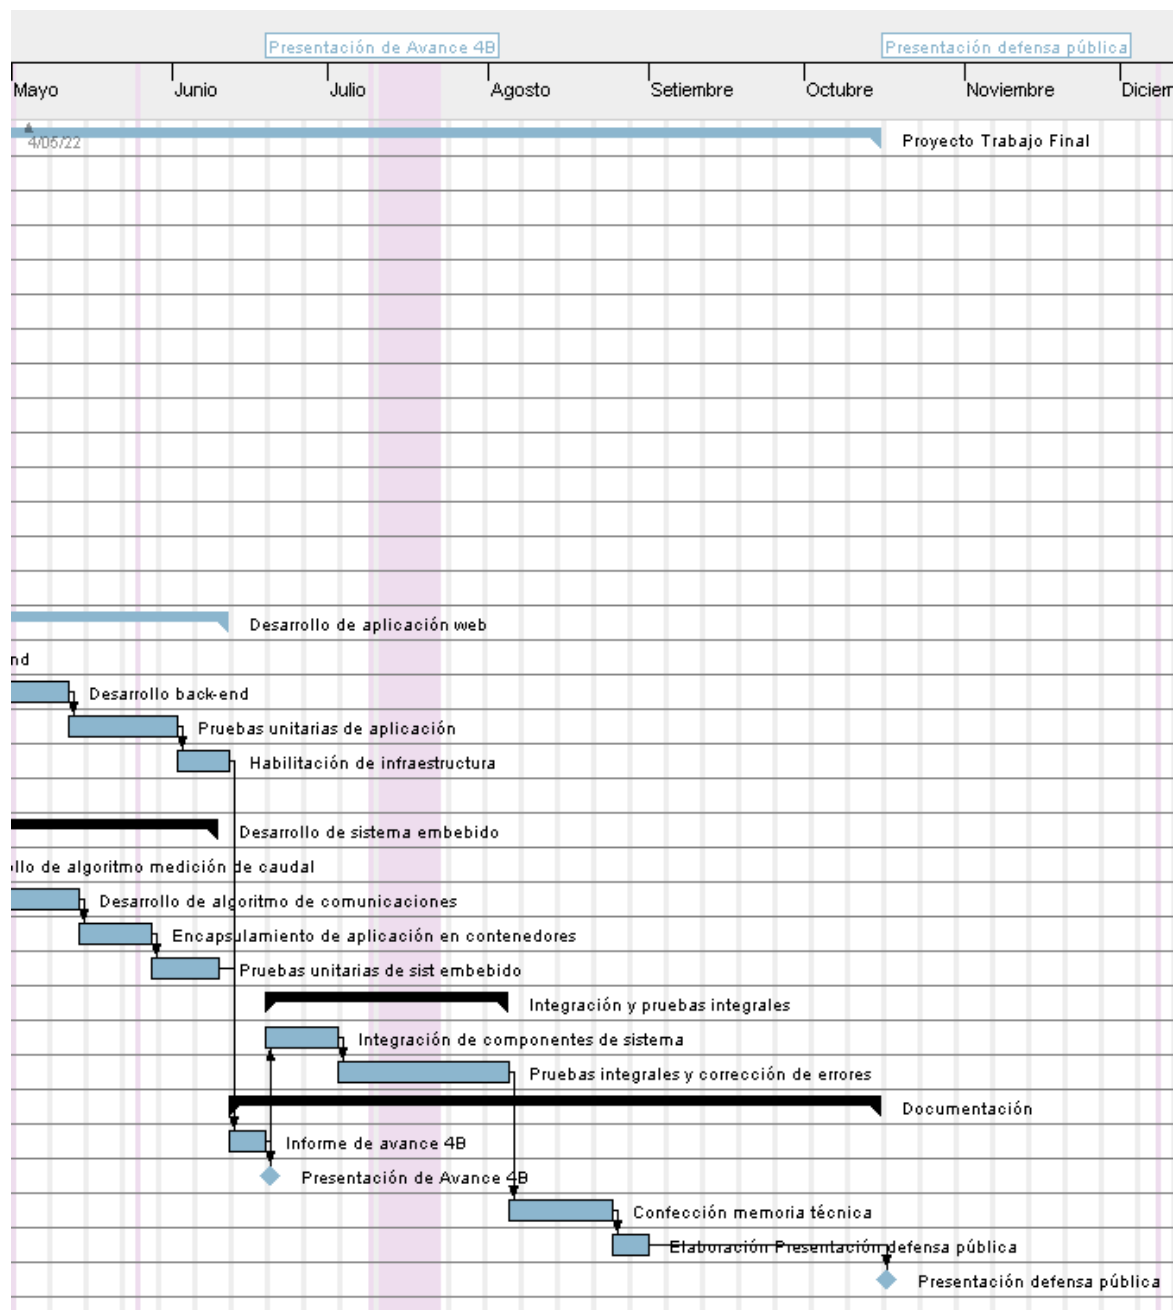 Presentación de Avance 4B Presentación defensa pública
Mayo Junio Julio Agosto Setiembre Octubre Noviembre Diciem
4/05/22 Proyecto Trabajo Final
Desarrollo de aplicación web
nd
Desarrollo back-end
Pruebas unitarias de aplicación
Habilitación de infraestructura
Desarrollo de sistema embebido
llo de algoritmo medición de caudal
Desarrollo de algoritmo de comunicaciones
Encapsulamiento de aplicación en contenedores
Pruebas unitarias de sist embebido
Integración y pruebas integrales
Integración de componentes de sistema
Pruebas integrales y corrección de errores
Documentación
Informe de avance 4B
Presentación de Avance 4B
Confección memoria técnica
Elaboración Presentación defensa pública
Presentación defensa pública